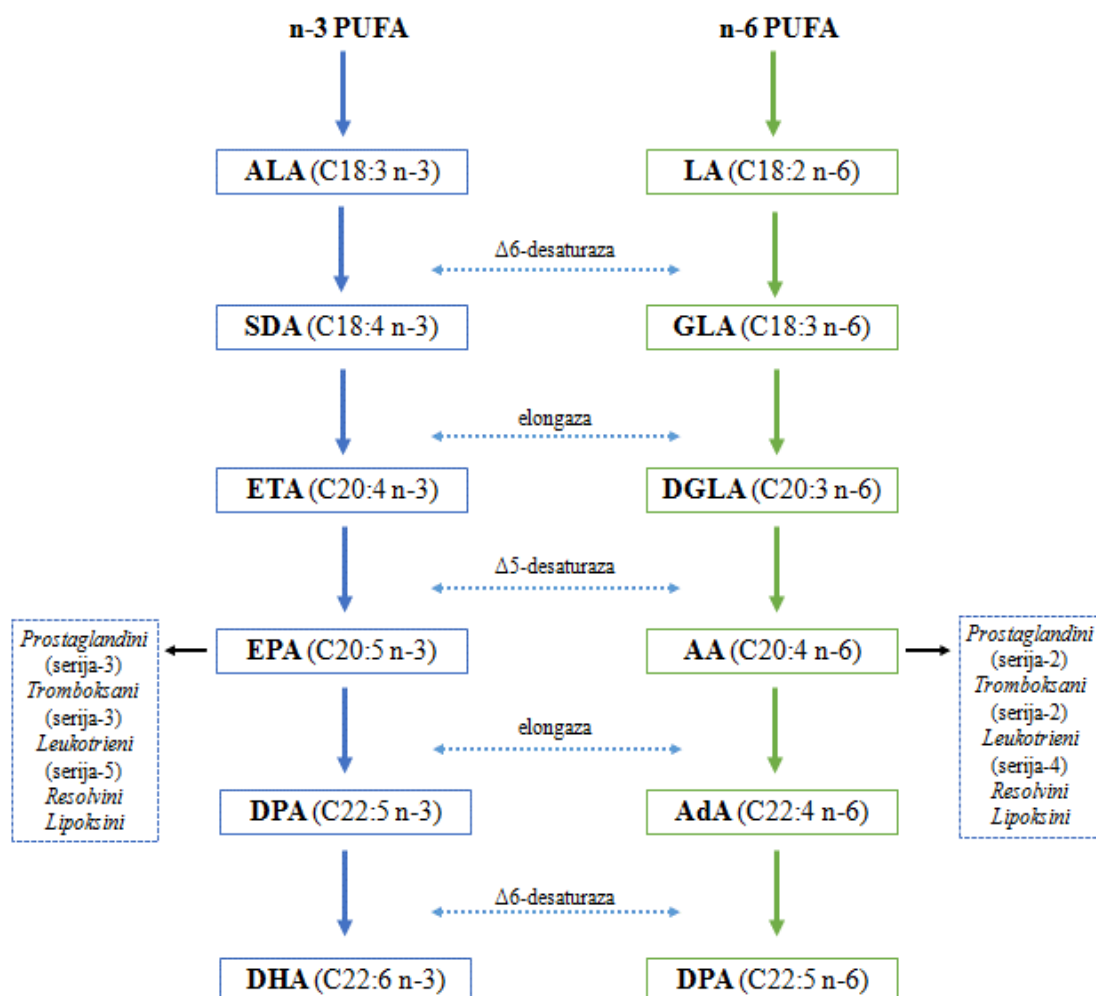 n-3 PUFA
n-6 PUFA
ALA (C18:3 n-3)
LA (C18:2 n-6)
Δ6-desaturaza
SDA (C18:4 n-3)
GLA (C18:3 n-6)
elongaza
ETA (C20:4 n-3)
DGLA (C20:3 n-6)
Δ5-desaturaza
Prostaglandini
(serija-3)
Tromboksani
(serija-3)
Leukotrieni
(serija-5)
Resolvini
Lipoksini
EPA (C20:5 n-3)
AA (C20:4 n-6)
Prostaglandini
(serija-2)
Tromboksani
(serija-2)
Leukotrieni
(serija-4)
Resolvini
Lipoksini
elongaza
DPA (C22:5 n-3)
AdA (C22:4 n-6)
Δ6-desaturaza
DHA (C22:6 n-3)
DPA (C22:5 n-6)